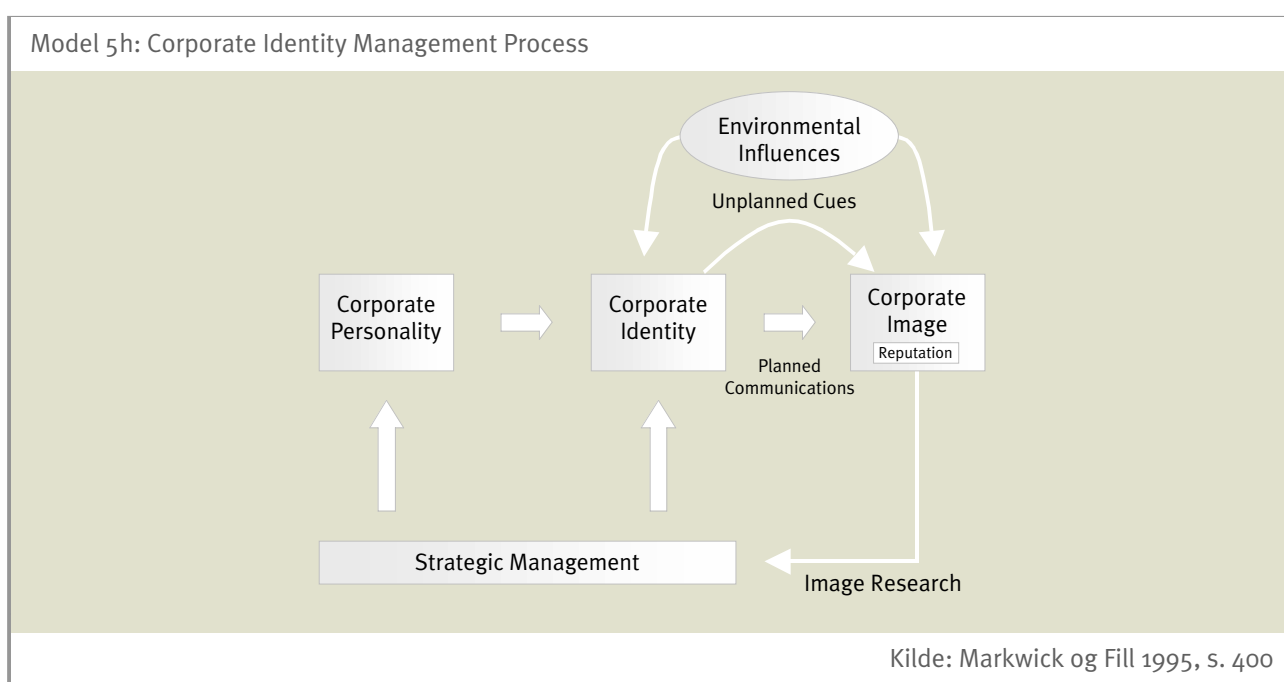 Model 5h: Corporate Identity Management Process
Environmental
Influences
Unplanned Cues
Corporate
Personality
Corporate
Identity
Corporate
Image
Reputation
Planned
Communications
Strategic Management
Image Research
Kilde: Markwick og Fill 1995, s. 400